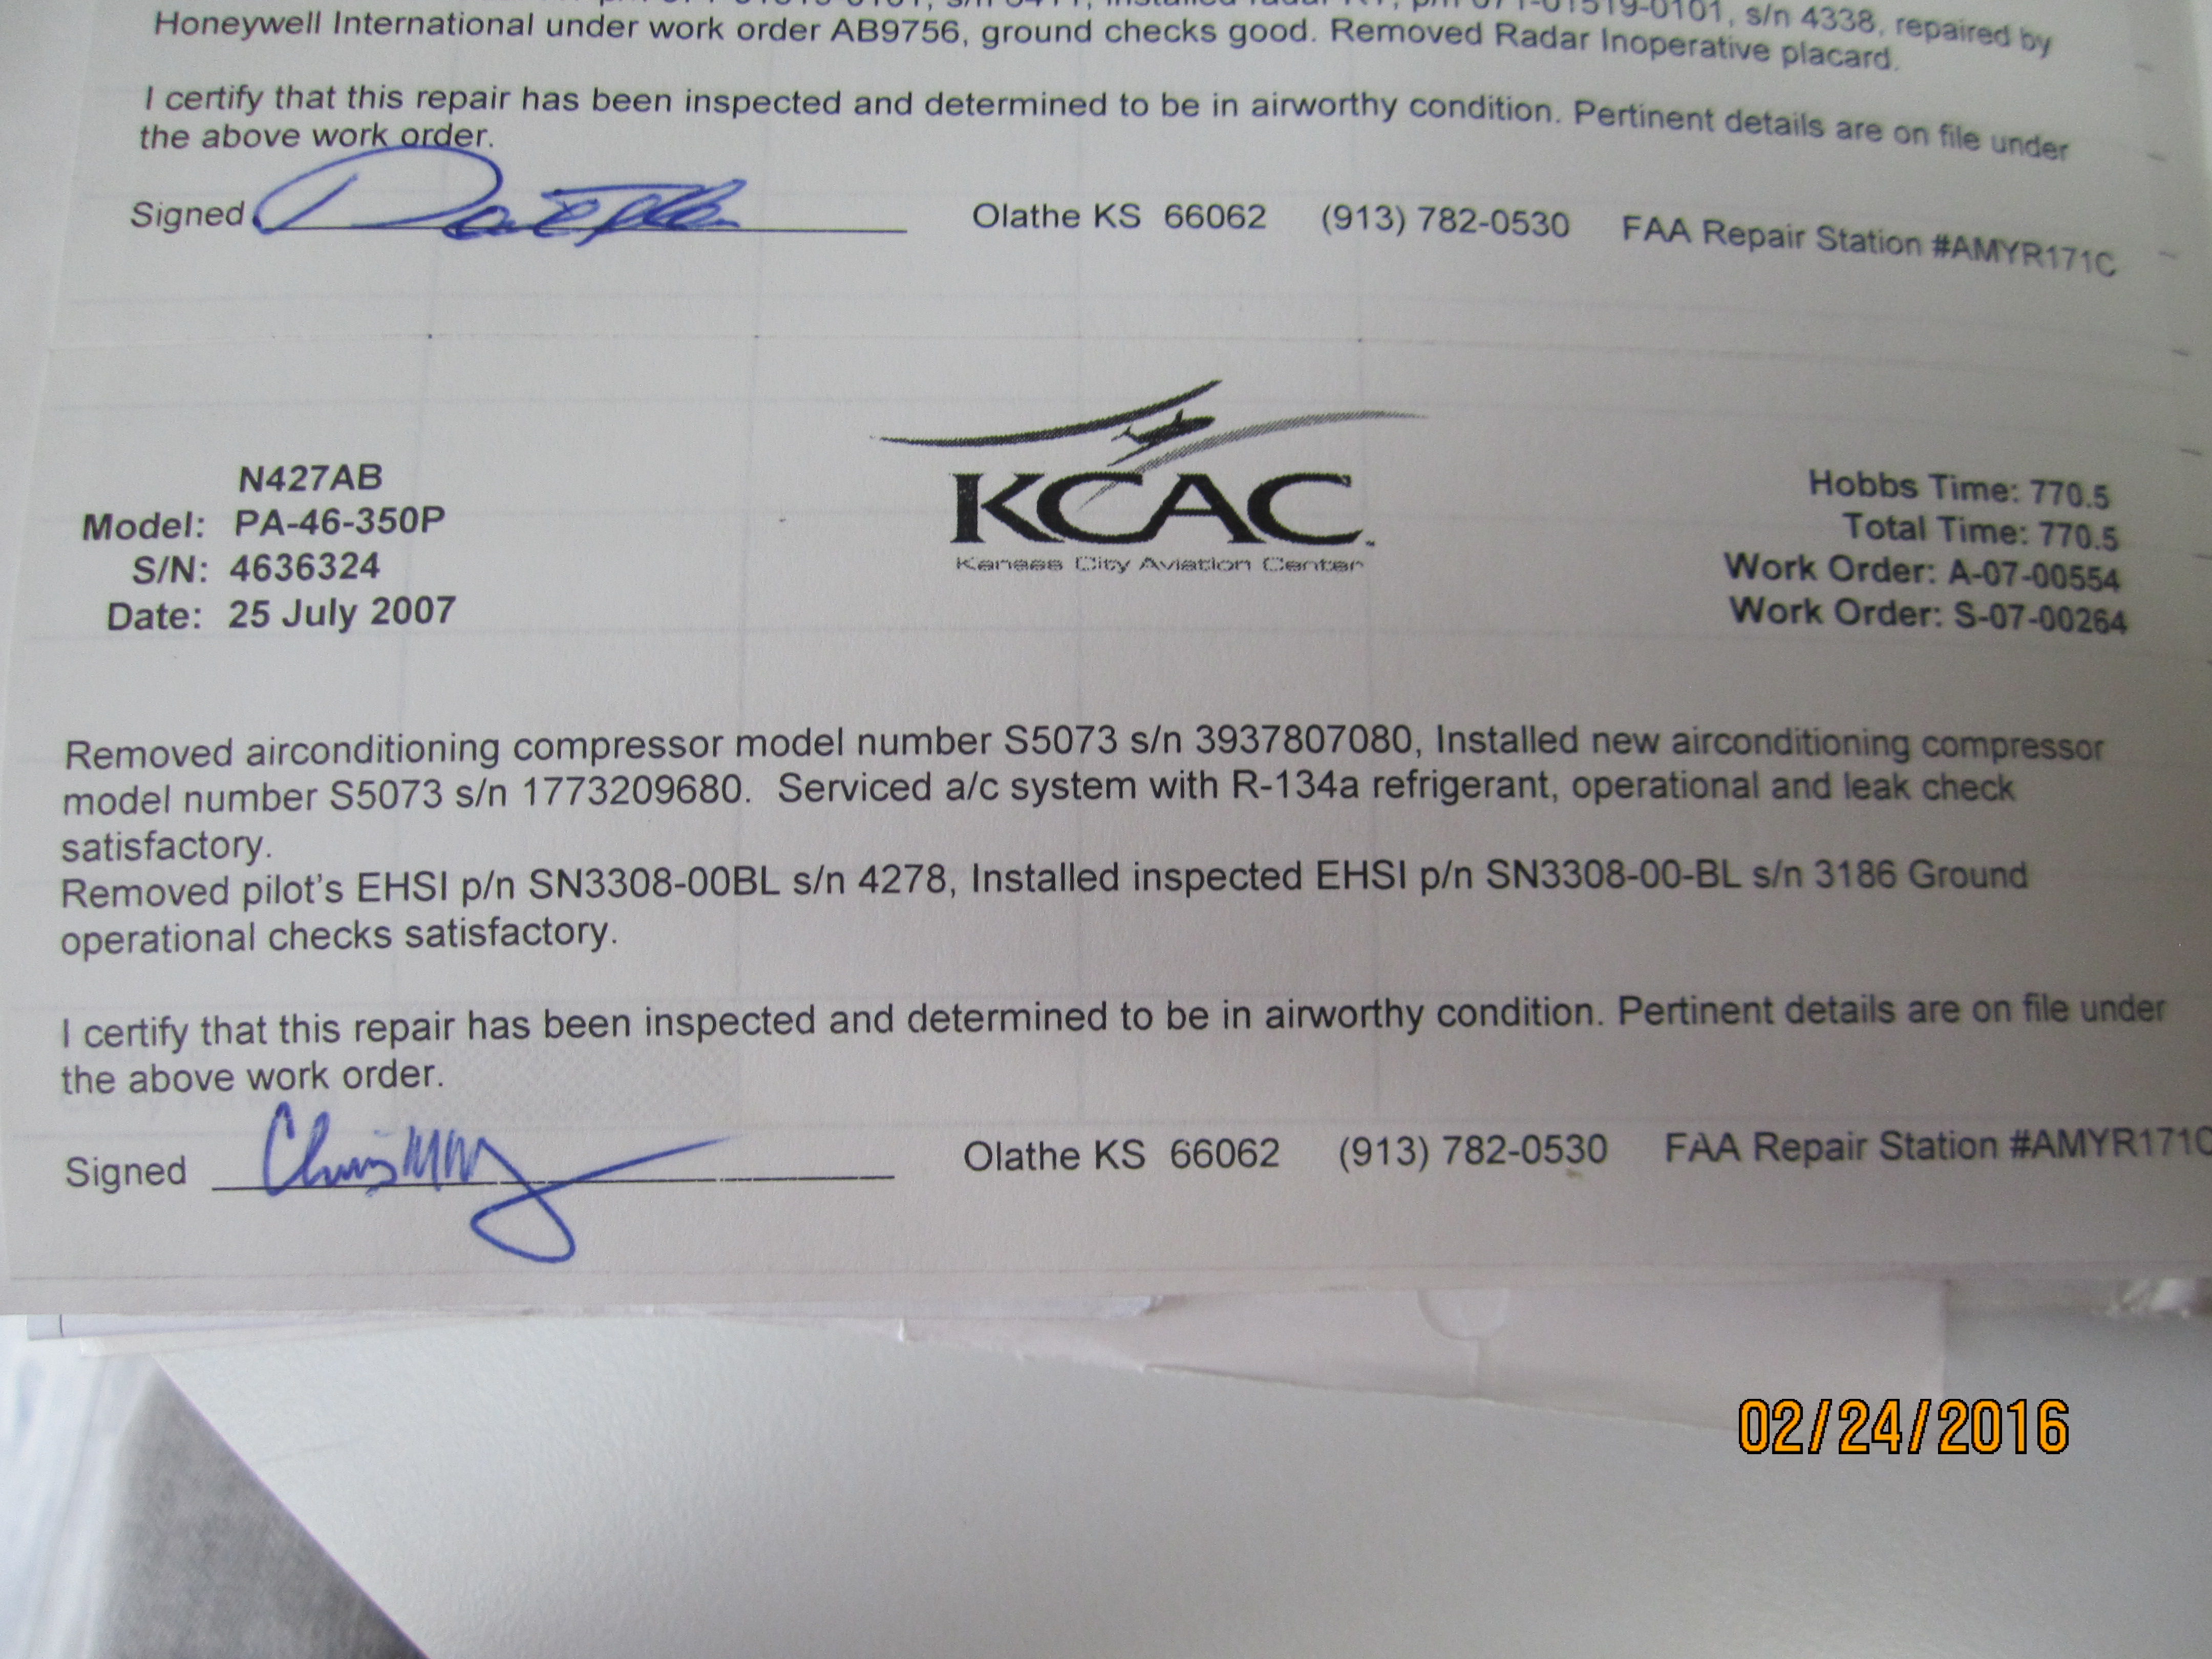 0101, s/n 4338, repaired by
Honeywell International under work order AB9756, ground checks good. Removed Radar Inoperative placard.
I certify that this repair has been inspected and determined to be in airworthy condition. Pertinent details are on file under
the above work order.
Signed Olathe KS 66062 (913) 782-0530 FAA Repair Station #AMYR171C
KCAC
Kansas City Aviation Center
N427AB
Model: PA-46-350P
S/N: 4636324
Date: 25 July 2007
Hobbs Time: 770.5
Total Time: 770.5
Work Order: A-07-00554
Work Order: S-07-00264
Removed airconditioning compressor model number S5073 s/n 3937807080, Installed new airconditioning compressor
model number S5073 s/n 1773209680. Serviced a/c system with R-134a refrigerant, operational and leak check
satisfactory.
Removed pilot's EHSI p/n SN3308-00BL s/n 4278, Installed inspected EHSI p/n SN3308-00-BL s/n 3186 Ground
operational checks satisfactory.
I certify that this repair has been inspected and determined to be in airworthy condition. Pertinent details are on file under
the above work order.
Signed Chris Olathe KS 66062 (913) 782-0530 FAA Repair Station #AMYR171C
02/24/2016